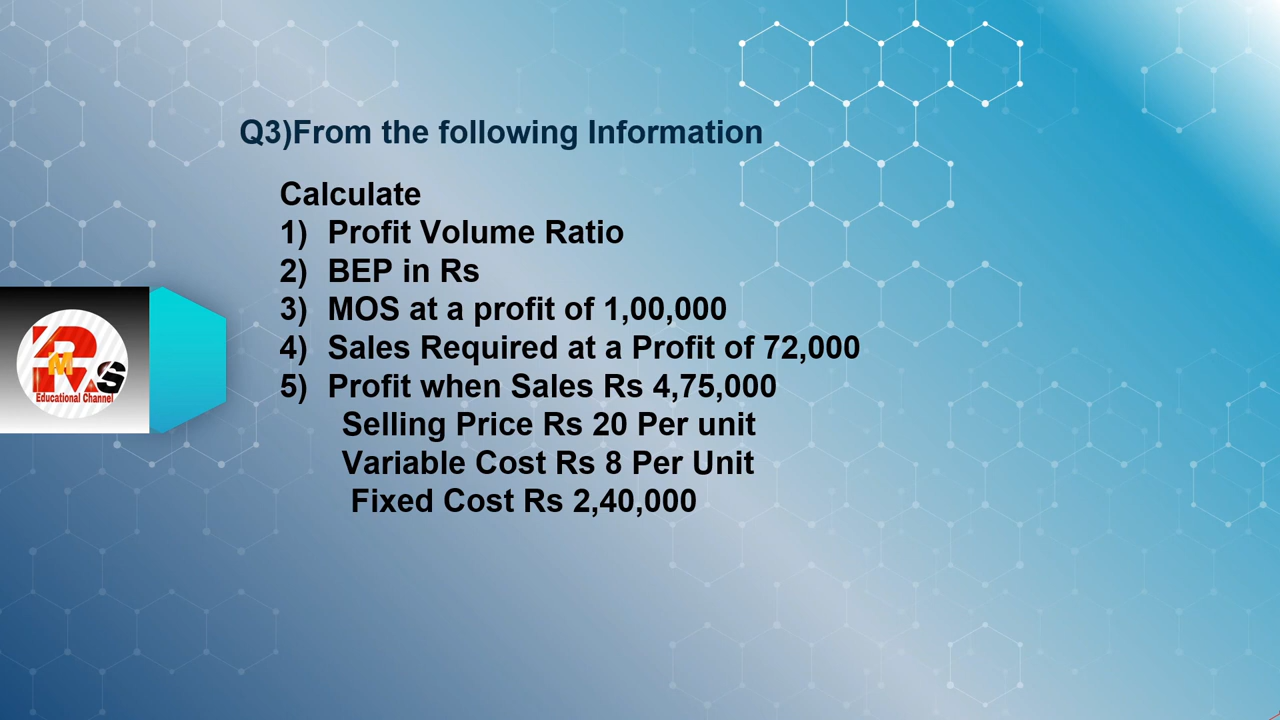 Q3)From the following Information
Calculate
1) Profit Volume Ratio
2) BEP in Rs
3) MOS at a profit of 1,00,000
4) Sales Required at a Profit of 72,000
5) Profit when Sales Rs 4,75,000
Selling Price Rs 20 Per unit
Variable Cost Rs 8 Per Unit
Fixed Cost Rs 2,40,000
Educational Channel